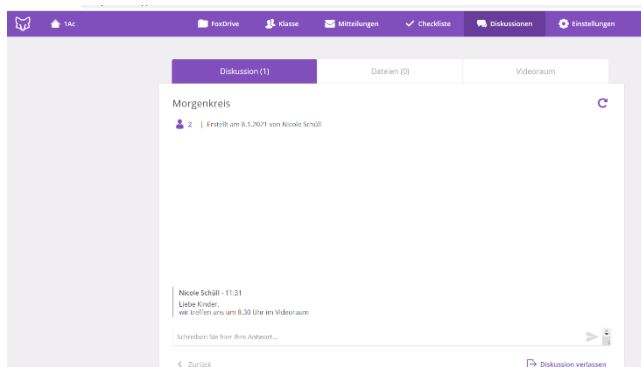 1Ac
FoxDrive
Klasse
Mitteilungen
Checkliste
Diskussionen
Einstellungen
Diskussion (1)
Dateien (0)
Videoraum
Morgenkreis
2 | Erstellt am 8.1.2021 von Nicole Schüll
Nicole Schüll - 11:31
Liebe Kinder,
wir treffen uns um 8.30 Uhr im Videoraum
Schreiben Sie hier Ihre Antwort...
Zurück
Diskussion verlassen